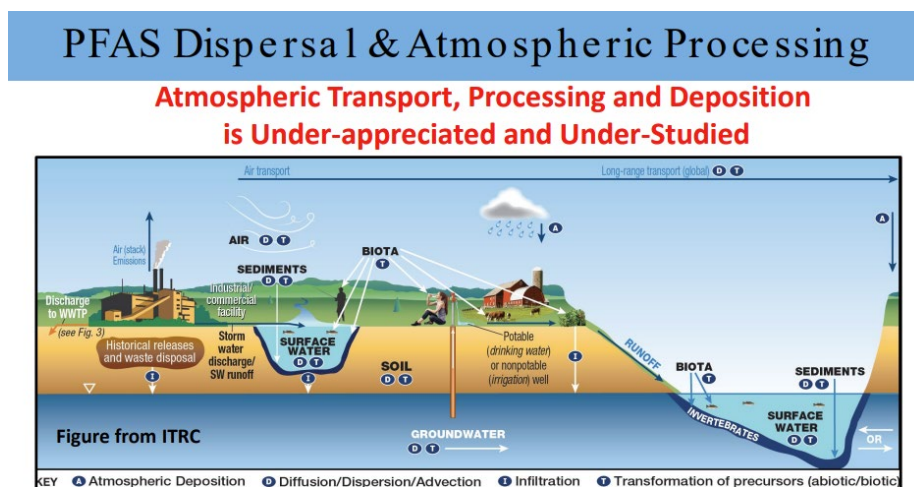 PFAS Dispersal & Atmospheric Processing
Atmospheric Transport, Processing and Deposition
is Under-appreciated and Under-Studied
Air transport
Long-range transport (global) D T
A
A
Air (stack)
Emissions
AIR D T
BIOTA
T
SEDIMENTS
D T
Discharge
to WWTP
(see Fig. 3)
Industrial/
commercial
facility
Historical releases
and waste disposal
I
Storm
water
discharge/
SW runoff
SURFACE
WATER
D T
I
SOIL
D T
Potable
(drinking water)
or nonpotable
(irrigation) well
I
RUNOFF
BIOTA
T
SEDIMENTS
D T
INVERTEBRATES
SURFACE
WATER
D T
OR
Figure from ITRC
GROUNDWATER
D T
KEY A Atmospheric Deposition D Diffusion/Dispersion/Advection I Infiltration T Transformation of precursors (abiotic/biotic)